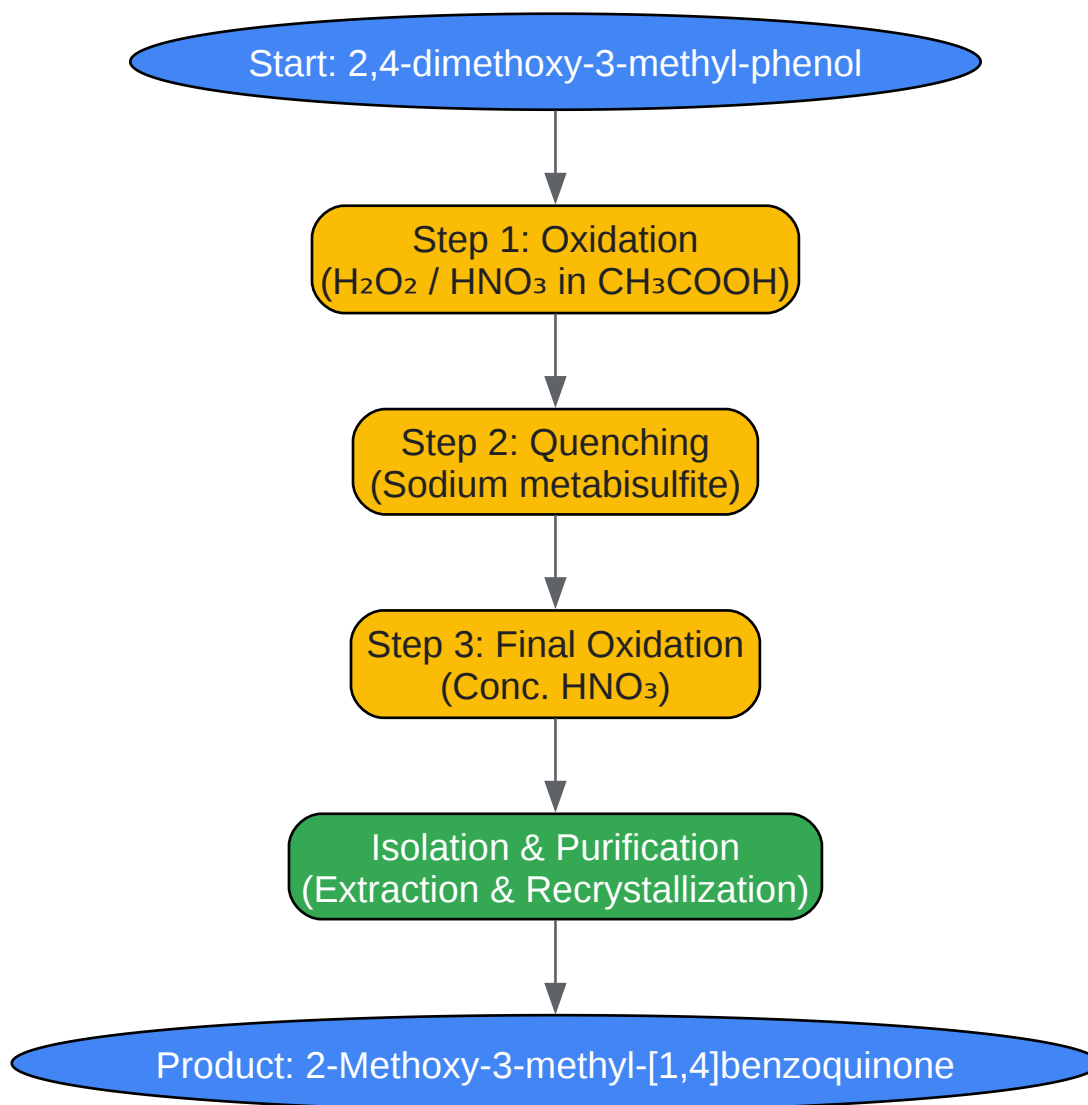 Start: 2,4-dimethoxy-3-methyl-phenol
Step 1: Oxidation
(H₂O₂ / HNO₃ in CH₃COOH)
Step 2: Quenching
(Sodium metabisulfite)
Step 3: Final Oxidation
(Conc. HNO₃)
Isolation & Purification
(Extraction & Recrystallization)
Product: 2-Methoxy-3-methyl-[1,4]benzoquinone